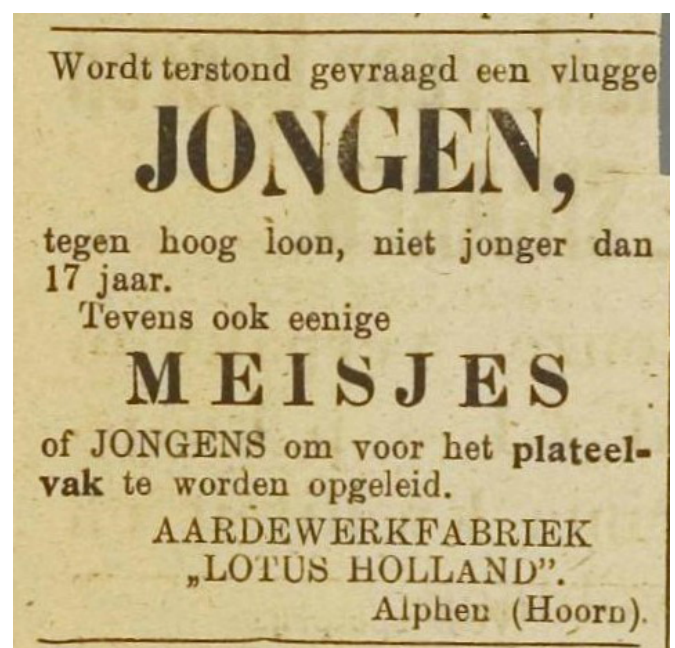 Wordt terstond gevraagd een vlugge
JONGEN,
tegen hoog loon, niet jonger dan
17 jaar.
Tevens ook eenige
MEISJES
of JONGENS om voor het plateel-
vak te worden opgeleid.
AARDEWERKFABRIEK
„LOTUS HOLLAND”.
Alphen (Hoorn).